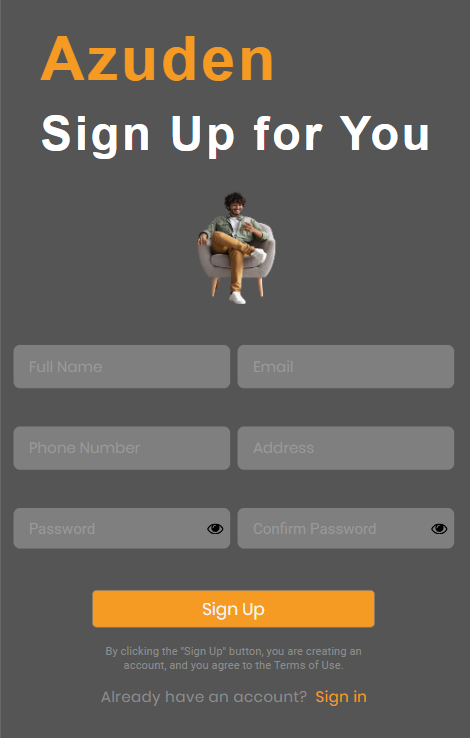 Azuden
Sign Up for You
Full Name
Email
Phone Number
Address
Password
Confirm Password
Sign Up
By clicking the "Sign Up" button, you are creating an
account, and you agree to the Terms of Use.
Already have an account? Sign in